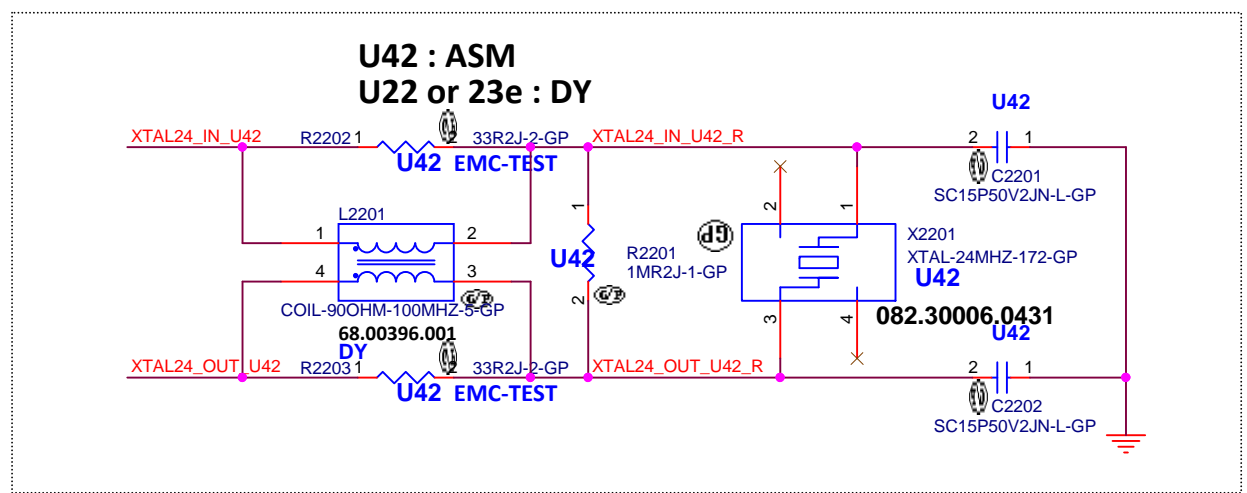 U42 : ASM
U22 or 23e : DY
U42
XTAL24_IN_U42
R2202
1
2
33R2J-2-GP
XTAL24_IN_U42_R
2
1
U42
EMC-TEST
C2201
SC15P50V2JN-L-GP
L2201
1
2
4
3
COIL-90OHM-100MHZ-5-GP
68.00396.001
DY
1
U42
2
R2201
1MR2J-1-GP
G/P
G/P
GP
2
1
3
4
X2201
XTAL-24MHZ-172-GP
U42
082.30006.0431
U42
XTAL24_OUT_U42
R2203
1
2
33R2J-2-GP
XTAL24_OUT_U42_R
2
1
U42
EMC-TEST
C2202
SC15P50V2JN-L-GP